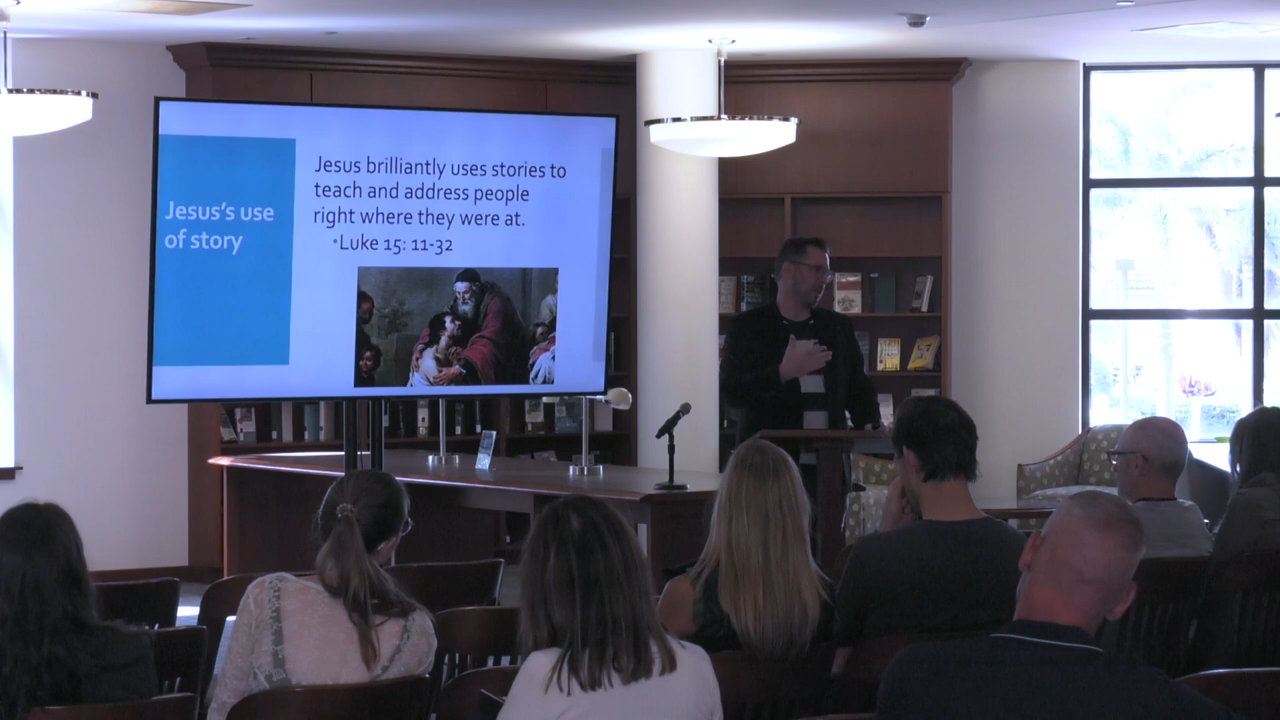 Jesus's use
of story
Jesus brilliantly uses stories to
teach and address people
right where they were at.
•Luke 15: 11-32